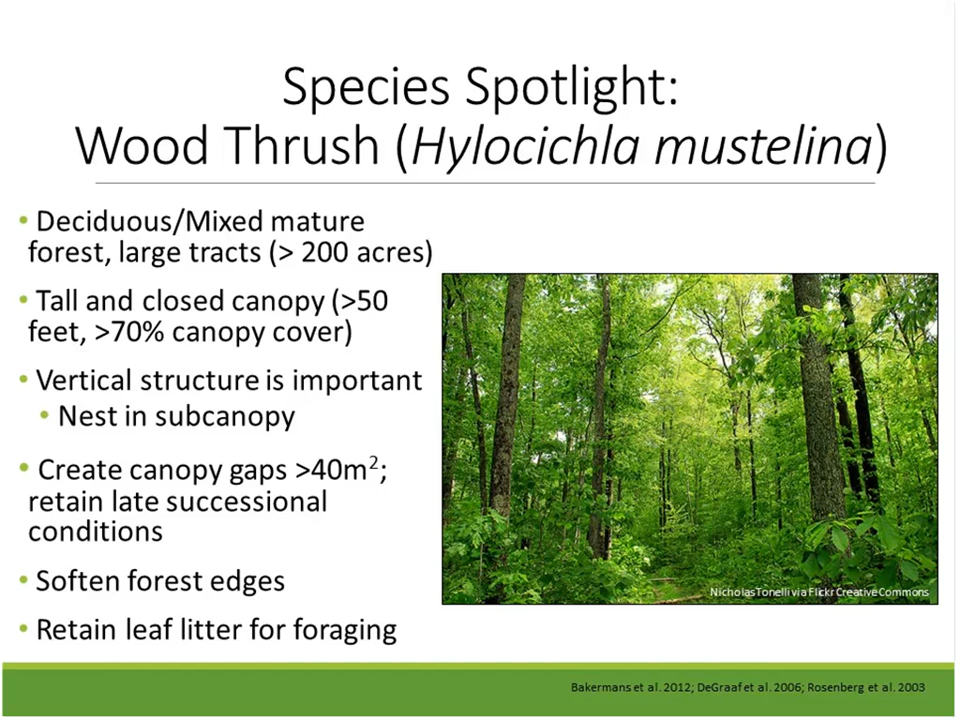 Species Spotlight:
Wood Thrush (Hylocichla mustelina)
• Deciduous/Mixed mature
forest, large tracts (> 200 acres)
• Tall and closed canopy (>50
feet, >70% canopy cover)
• Vertical structure is important
• Nest in subcanopy
• Create canopy gaps >40m²;
retain late successional
conditions
• Soften forest edges
• Retain leaf litter for foraging
Nicholas Tonelli via Flickr Creative Commons
Bakermans et al. 2012; DeGraaf et al. 2006; Rosenberg et al. 2003